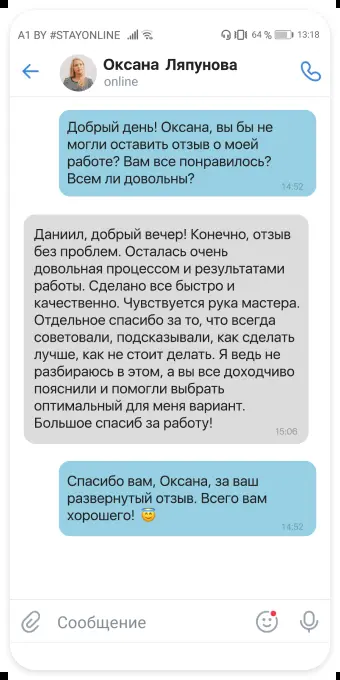 A1 BY #STAYONLINE 64 % 13:18
Оксана Ляпунова
online
Добрый день! Оксана, вы бы не
могли оставить отзыв о моей
работе? Вам все понравилось?
Всем ли довольны?
14:52
Даниил, добрый вечер! Конечно, отзыв
без проблем. Осталась очень
довольная процессом и результатами
работы. Сделано все быстро и
качественно. Чувствуется рука мастера.
Отдельное спасибо за то, что всегда
советовали, подсказывали, как сделать
лучше, как не стоит делать. Я ведь не
разбираюсь в этом, а вы все доходчиво
пояснили и помогли выбрать
оптимальный для меня вариант.
Большое спасиб за работу!
15:06
Спасибо вам, Оксана, за ваш
развернутый отзыв. Всего вам
хорошего! 😇
14:52
Сообщение